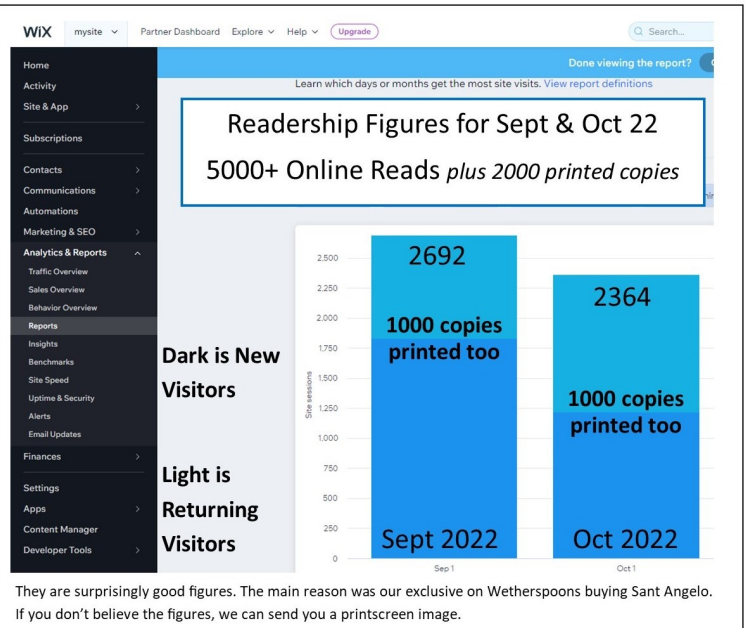 WiX mysite Partner Dashboard Explore Help Upgrade Search...
Home
Activity
Site & App
Subscriptions
Contacts
Communications
Automations
Marketing & SEO
Analytics & Reports
Traffic Overview
Sales Overview
Behavior Overview
Reports
Insights
Benchmarks
Site Speed
Uptime & Security
Alerts
Email Updates
Finances
Settings
Apps
Content Manager
Developer Tools
Done viewing the report?
Learn which days or months get the most site visits. View report definitions
Readership Figures for Sept & Oct 22
5000+ Online Reads plus 2000 printed copies
Dark is New
Visitors
Light is
Returning
Visitors
Site sessions
2,500
2,250
2,000
1,750
1,500
1,250
1,000
750
500
250
0
2692
1000 copies
printed too
Sept 2022
Sep 1
2364
1000 copies
printed too
Oct 2022
Oct 1
They are surprisingly good figures. The main reason was our exclusive on Wetherspoons buying Sant Angelo.
If you don't believe the figures, we can send you a printscreen image.